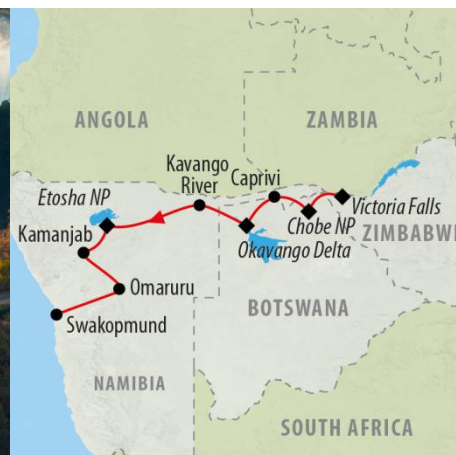 ANGOLA
ZAMBIA
Kavango
River
Caprivi
Etosha NP
Victoria Falls
Chobe NP
Kamanjab
ZIMBABW
Okavango Delta
Omaruru
BOTSWANA
Swakopmund
NAMIBIA
SOUTH AFRICA